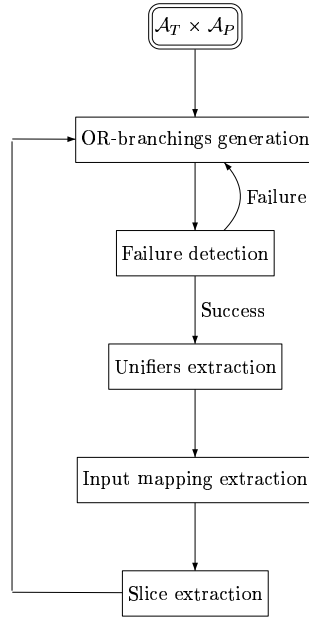 𝒜_T × 𝒜_P
OR-branchings generation
Failure
Failure detection
Success
Unifiers extraction
Input mapping extraction
Slice extraction